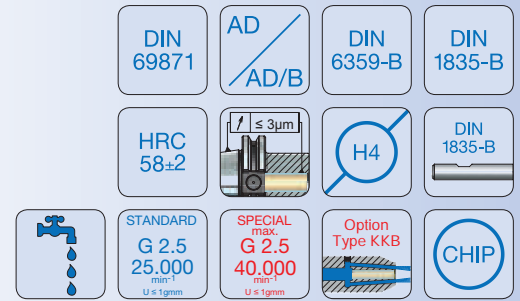 DIN
69871
AD
AD/B
DIN
6359-B
DIN
1835-B
HRC
58±2
≤ 3µm
H4
DIN
1835-B
STANDARD
G 2.5
25.000
min⁻¹
U ≤ 1gmm
SPECIAL
max.
G 2.5
40.000
min⁻¹
U ≤ 1gmm
Option
Type KKB
CHIP